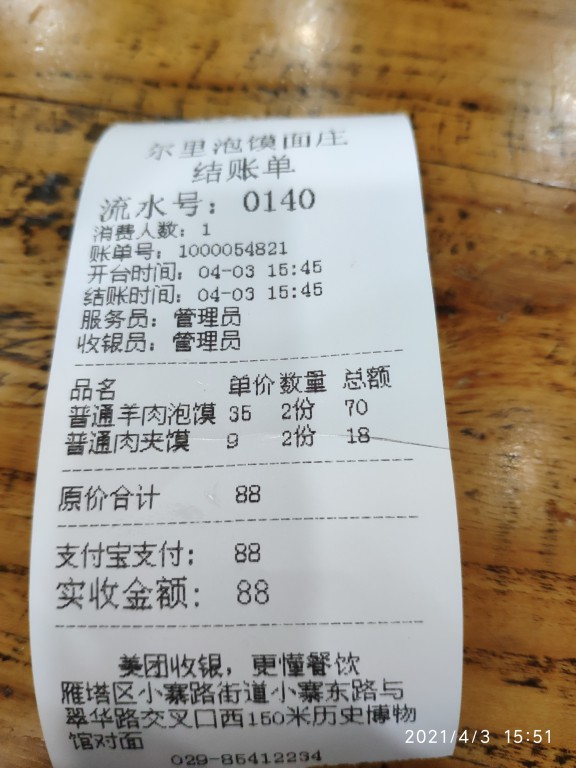 尔里泡馍面庄
结账单
流水号: 0140
消费人数: 1
账单号: 1000054821
开台时间: 04-03 15:45
结账时间: 04-03 15:45
服务员: 管理员
收银员: 管理员
品名 单价 数量 总额
普通羊肉泡馍 35 2份 70
普通肉夹馍 9 2份 18
原价合计 88
支付宝支付: 88
实收金额: 88
美团收银, 更懂餐饮
雁塔区小寨路街道小寨东路与
翠华路交叉口西150米历史博物
馆对面
029-85412234
2021/4/3 15:51